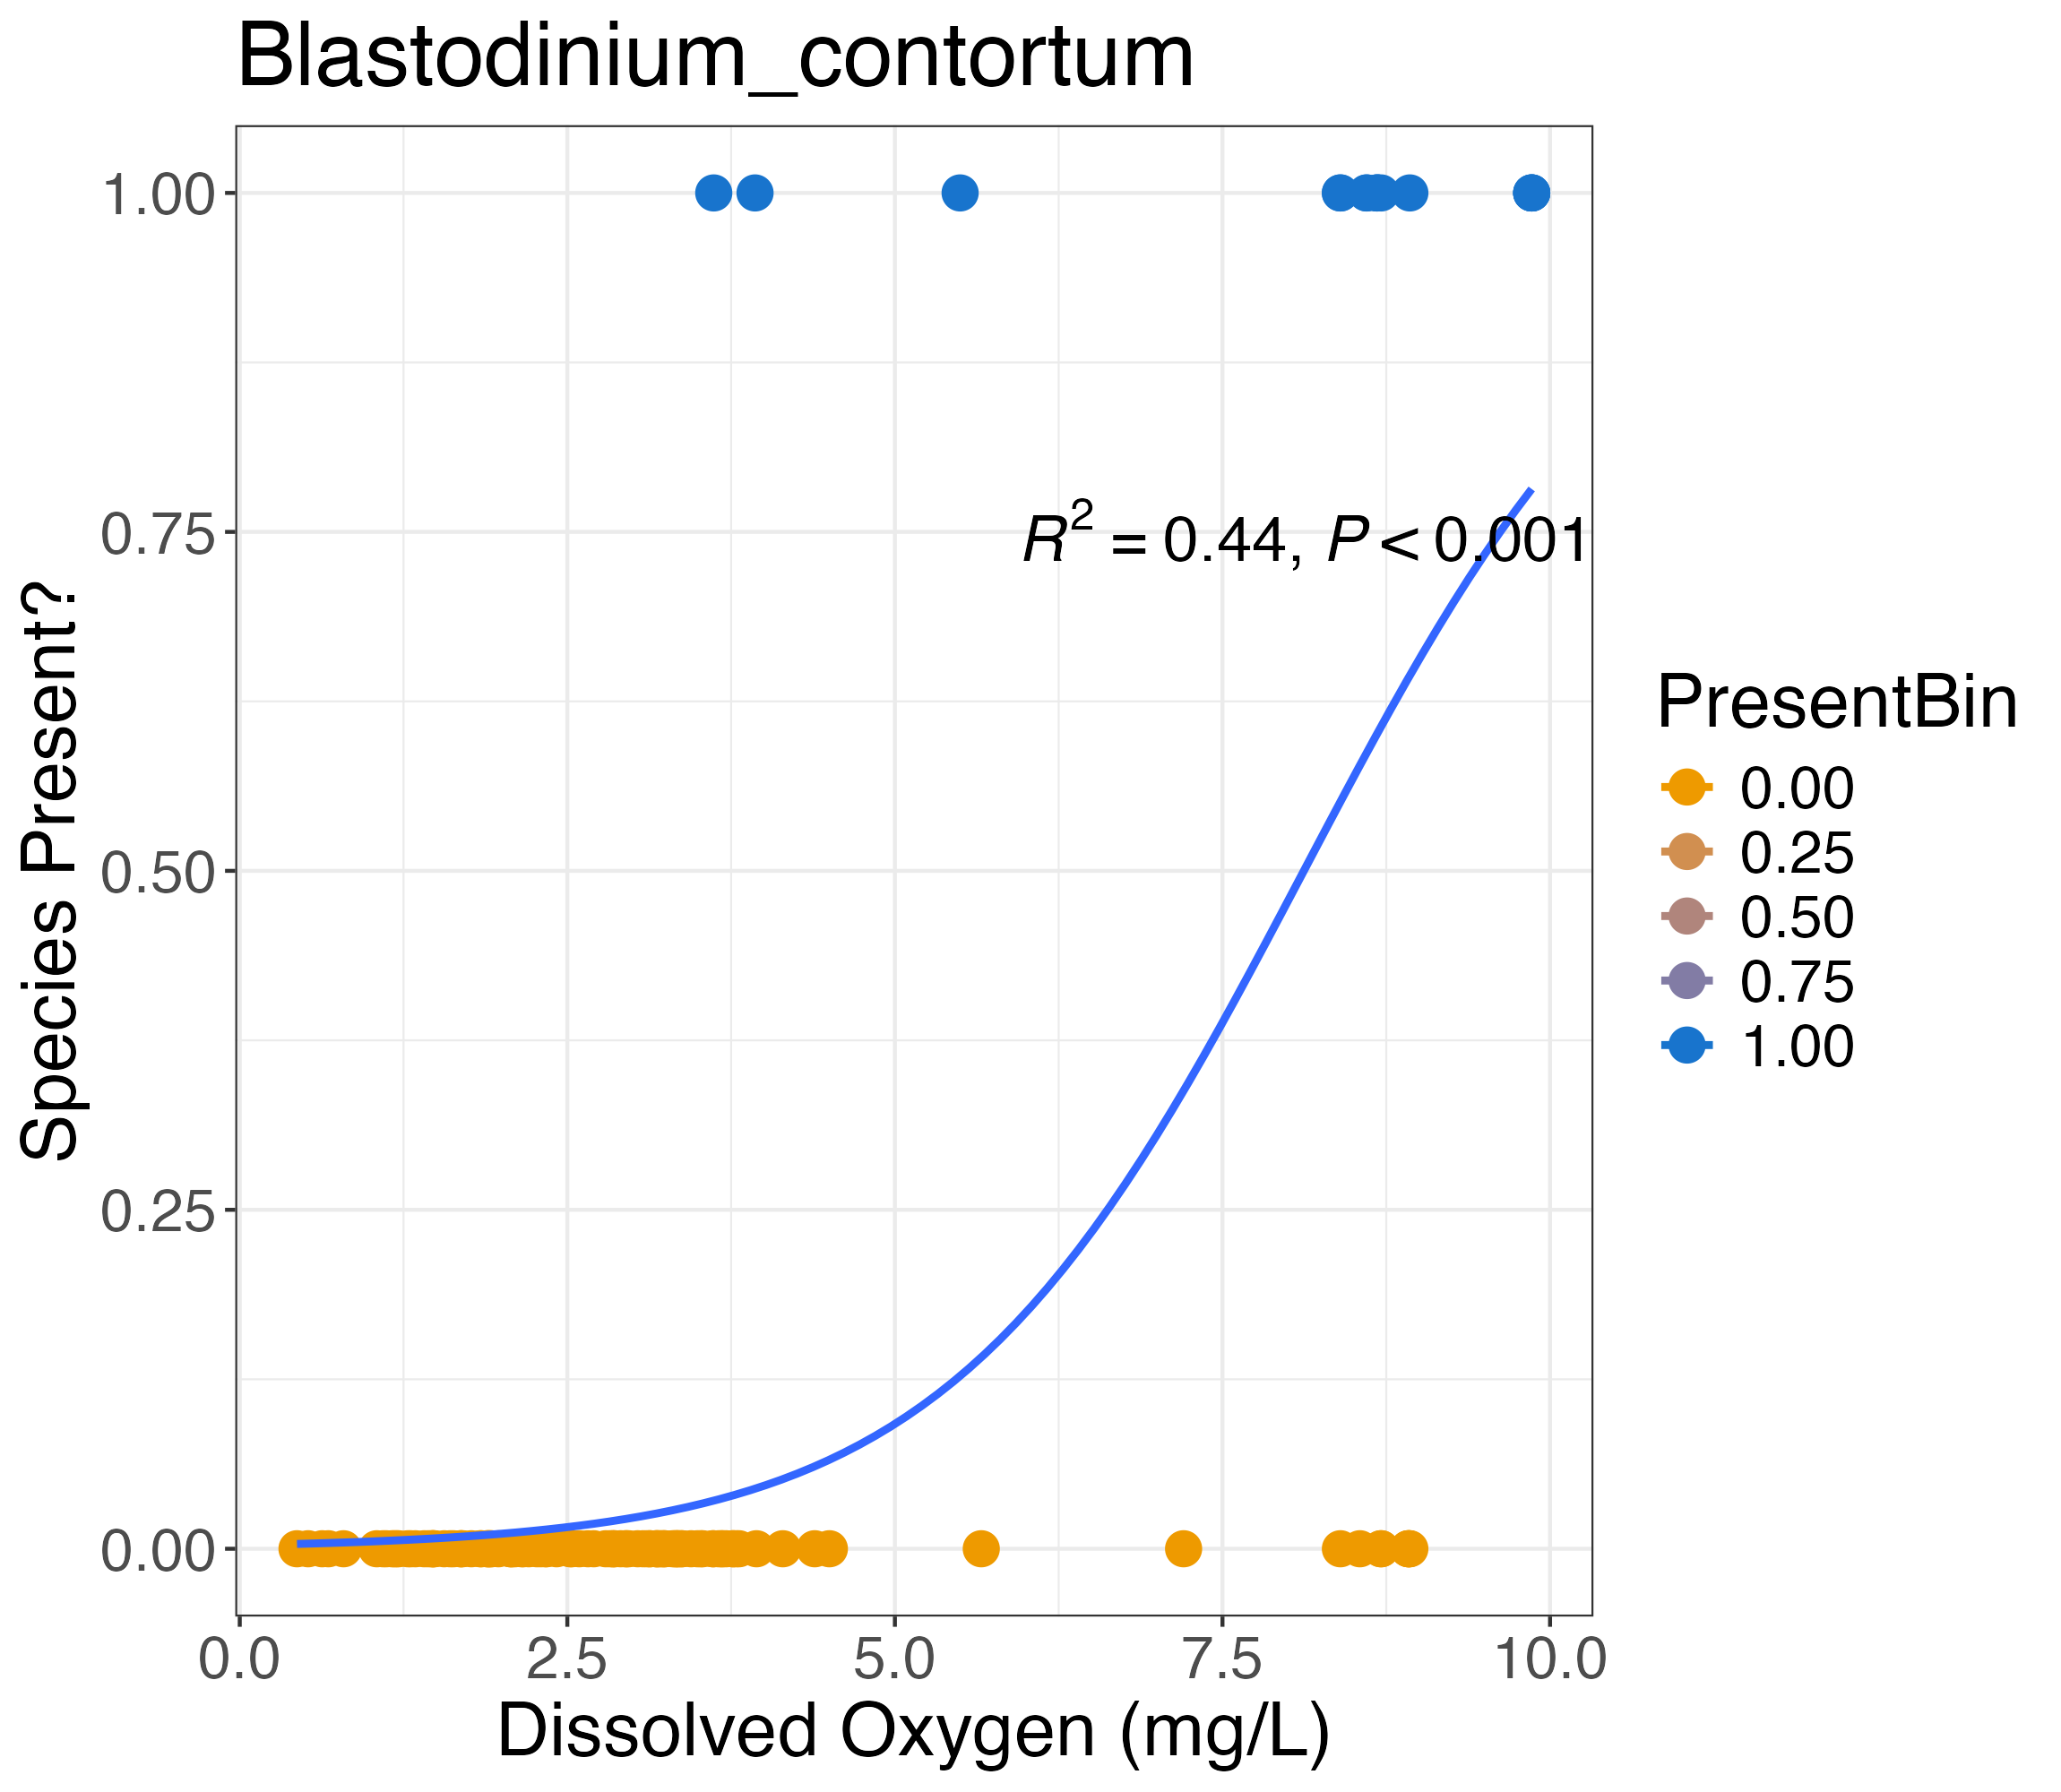 Blastodinium_contortum
1.00
0.75
0.50
0.25
0.00
Species Present?
R² = 0.44, P < 0.001
0.0 2.5 5.0 7.5 10.0
Dissolved Oxygen (mg/L)
PresentBin
0.00
0.25
0.50
0.75
1.00